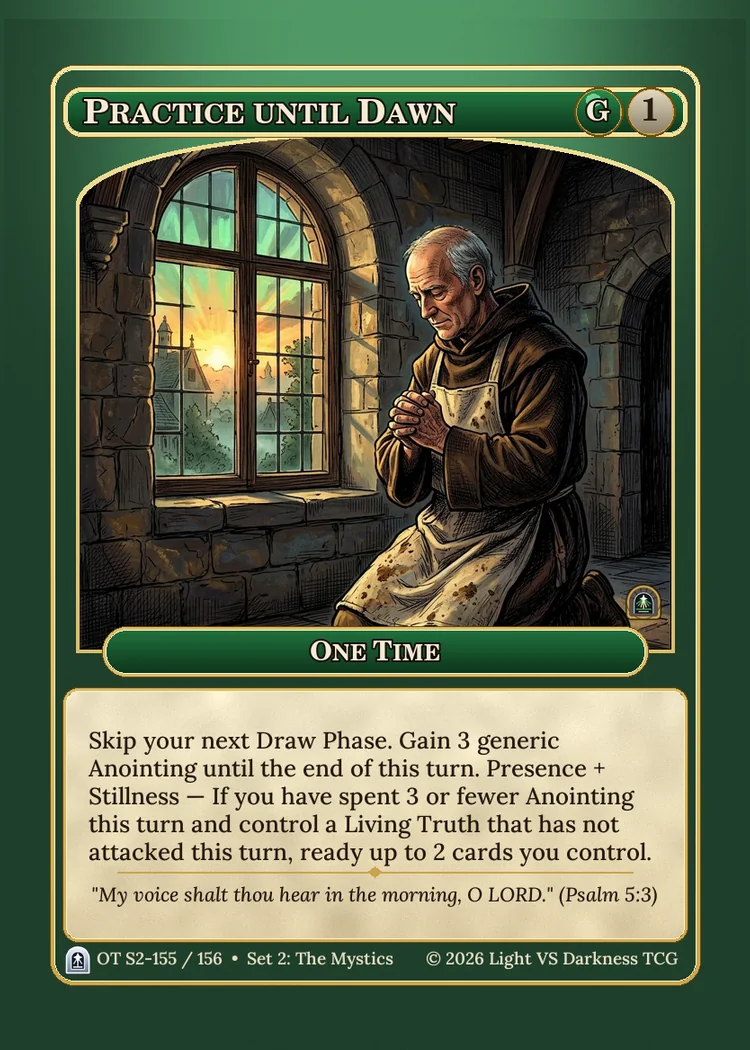 Practice until Dawn
G 1
One Time
Skip your next Draw Phase. Gain 3 generic
Anointing until the end of this turn. Presence +
Stillness — If you have spent 3 or fewer Anointing
this turn and control a Living Truth that has not
attacked this turn, ready up to 2 cards you control.
"My voice shalt thou hear in the morning, O LORD." (Psalm 5:3)
OT S2-155 / 156 • Set 2: The Mystics © 2026 Light VS Darkness TCG